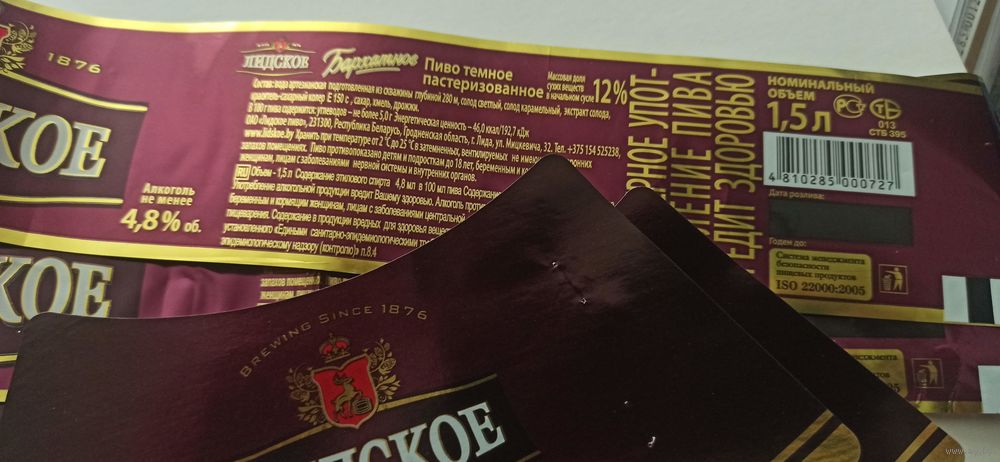 1876
КОЕ
Алкоголь
не менее
4,8% об.
ЛИДСКОЕ Бархатное
Пиво темное
пастеризованное
Массовая доля
сухих веществ
в начальном сусле 12%
Состав: вода артезианская подготовленная из скважины глубиной 280 м, солод светлый, солод карамельный, экстракт солода,
краситель-сахарный колер Е 150 с, сахар, хмель, дрожжи.
В 100 г пива содержится: углеводов – не более 5,0 г Энергетическая ценность – 46,0 ккал/192,7 кДж
ОАО «Лидское пиво», 231300, Республика Беларусь, Гродненская область, г. Лида, ул. Мицкевича, 32. Тел. +375 154 525238,
www.lidskoe.by Хранить при температуре от 2°С до 25°С в затемненных, вентилируемых не
запахов помещениях. Пиво противопоказано детям и подросткам до 18 лет, беременным и
женщинам, лицам с заболеваниями нервной системы и внутренних органов.
RU Объем - 1,5 л Содержание этилового спирта 4,8 мл в 100 мл пива
Употребление алкогольной продукции вредит Вашему здоровью. Алкоголь
беременным и кормящим женщинам, лицам с заболеваниями центральной
пищеварения. Содержание в продукции вредных для здоровья
установленного «Едиными санитарно-эпидемиологическими
эпидемиологическому надзору (контролю)» п.8.4
РНОЕ УПОТ-
ЛЕНИЕ ПИВА
ЕДИТ ЗДОРОВЬЮ
НОМИНАЛЬНЫЙ
ОБЪЕМ
1,5 л
013
СТБ 395
4 810285 000727
Дата розлива:
Годен до:
Система менеджмента
безопасности
пищевых продуктов
ISO 22000:2005
КОЕ
запахов помещений
BREWING SINCE 1876
ЛИДСКОЕ